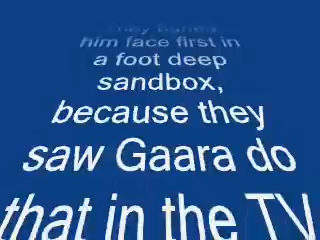 They buried
him face first in
a foot deep
sandbox,
because they
saw Gaara do
that in the TV